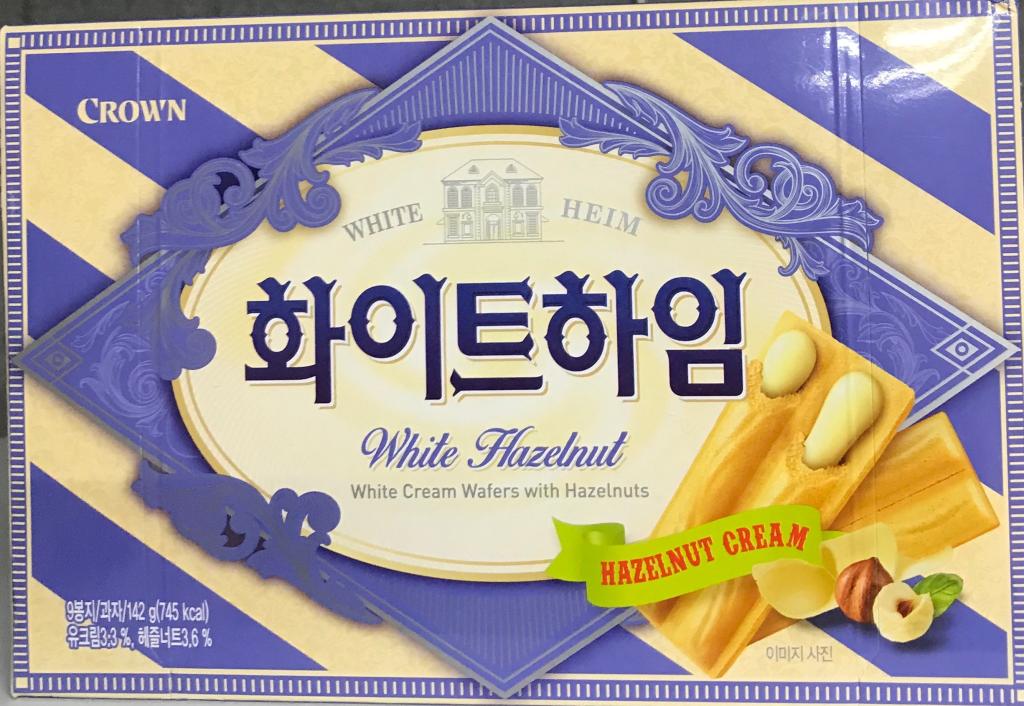 CROWN
WHITE HEIM
화이트하임
White Hazelnut
White Cream Wafers with Hazelnuts
HAZELNUT CREAM
9봉지/과자/142 g(745 kcal)
유크림3.3 %, 헤즐너트3.6 %
이미지 사진